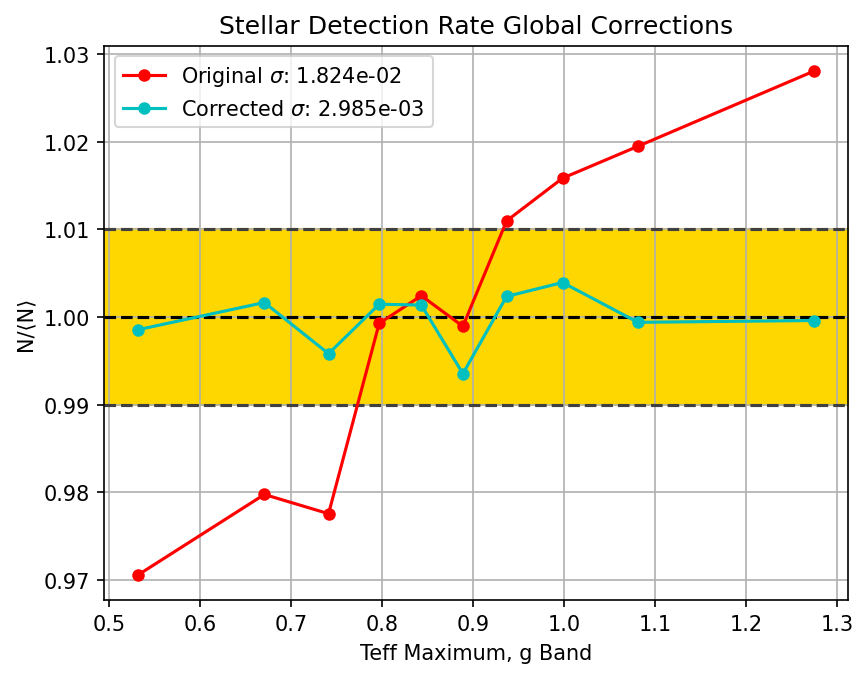 Stellar Detection Rate Global Corrections
Original σ: 1.824e-02
Corrected σ: 2.985e-03
N/⟨N⟩
1.03
1.02
1.01
1.00
0.99
0.98
0.97
0.5 0.6 0.7 0.8 0.9 1.0 1.1 1.2 1.3
Teff Maximum, g Band